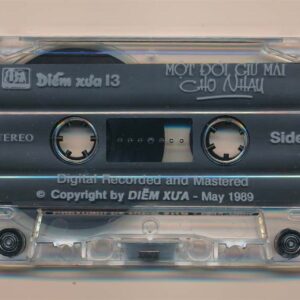 Diễm xưa 13
MỘT ĐỜI GIỮ MÃI
CHO NHAU
STEREO
Side
Digital Recorded and Mastered
© Copyright by DIỄM XƯA - May 1989